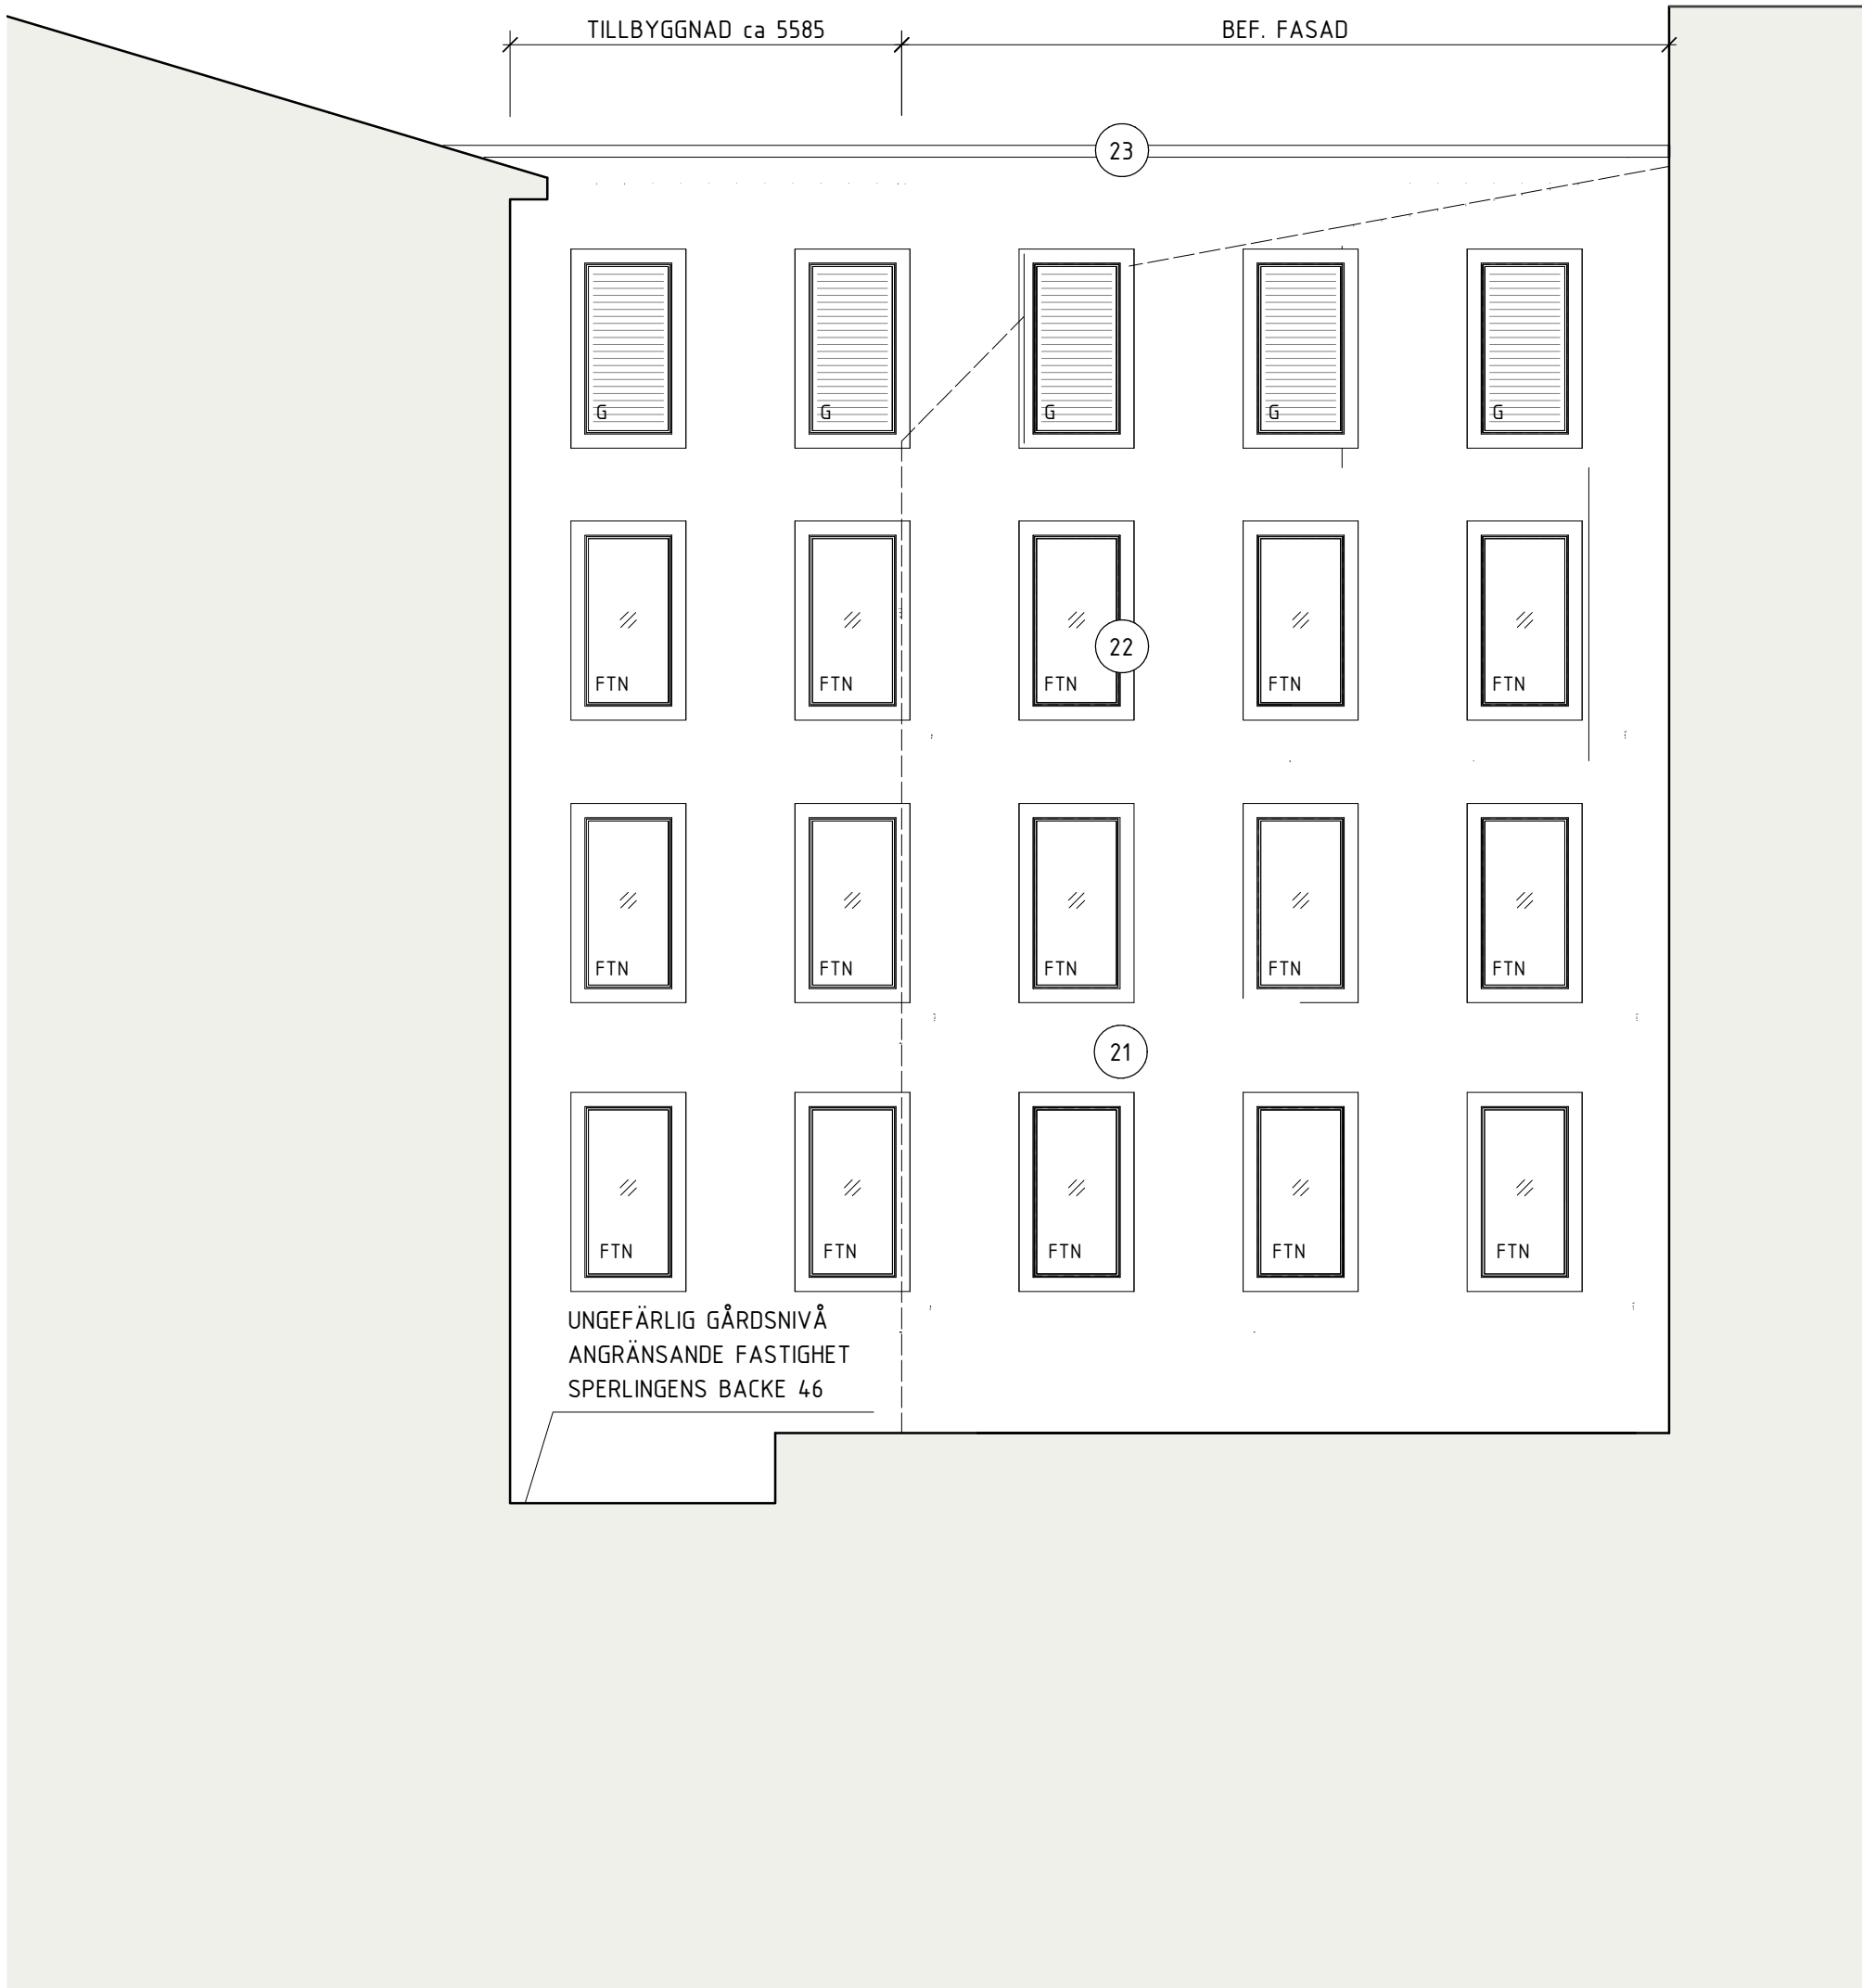 TILLBYGGNAD ca 5585
BEF. FASAD
23
G
G
G
G
G
22
FTN
FTN
FTN
FTN
FTN
FTN
FTN
FTN
FTN
FTN
21
FTN
FTN
FTN
FTN
FTN
UNGEFÄRLIG GÅRDSNIVÅ
ANGRÄNSANDE FASTIGHET
SPERLINGENS BACKE 46